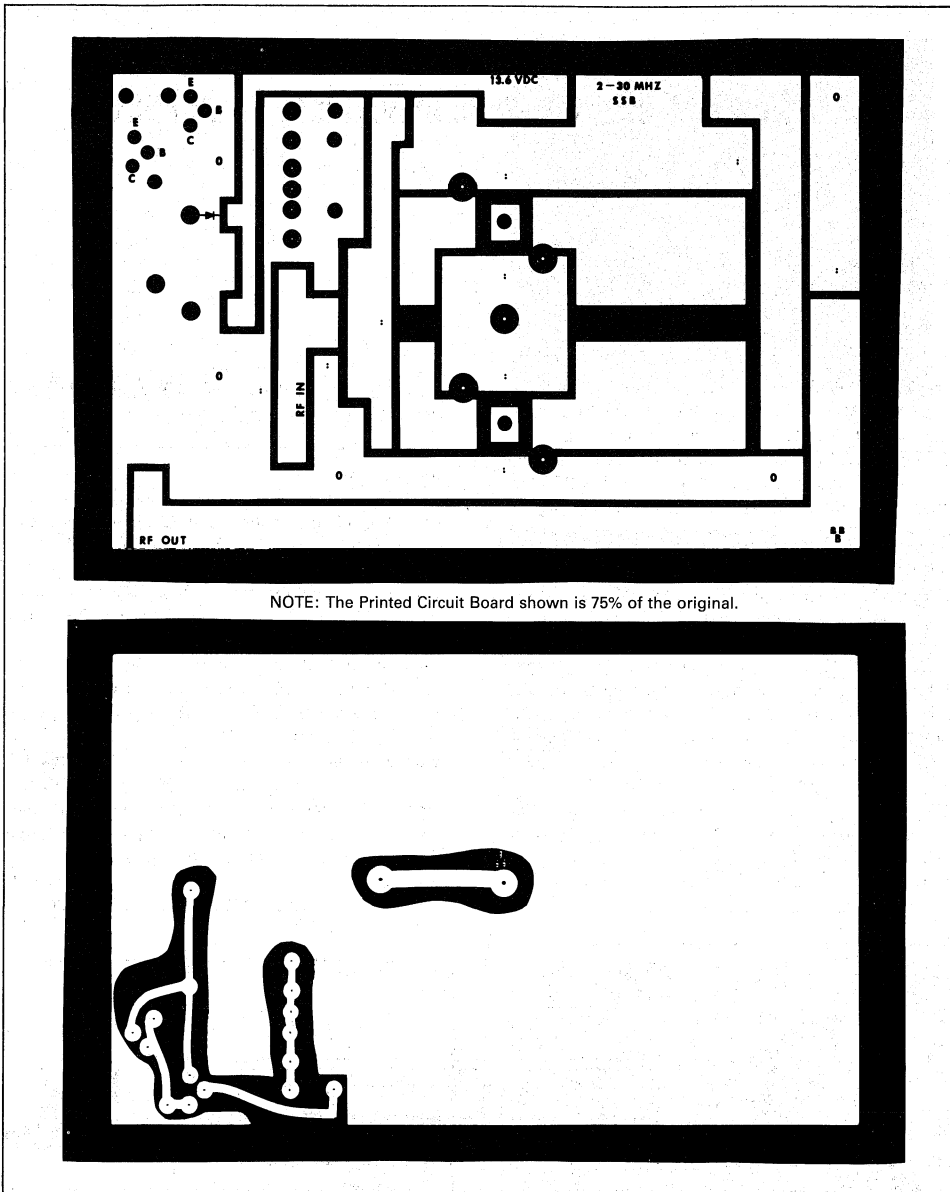 13.6 VDC
2-30 MHZ
SSB
E
B
C
E
B
C
O
O
O
O
O
RF IN
RF OUT
BB
B
NOTE: The Printed Circuit Board shown is 75% of the original.